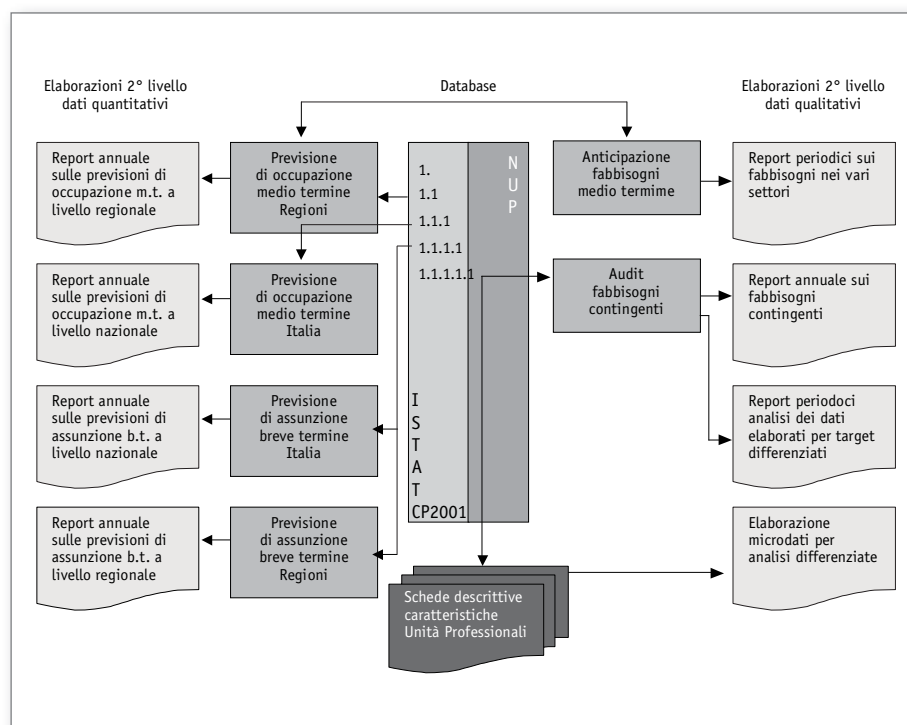 Elaborazioni 2° livello
dati quantitativi
Database
Elaborazioni 2° livello
dati qualitativi
Report annuale
sulle previsioni di
occupazione m.t. a
livello regionale
Previsione
di occupazione
medio termine
Regioni
1.
1.1
1.1.1
1.1.1.1
1.1.1.1.1
N
U
P
Anticipazione
fabbisogni
medio termime
Report periodici sui
fabbisogni nei vari
settori
Report annuale
sulle previsioni di
occupazione m.t. a
livello nazionale
Previsione
di occupazione
medio termine
Italia
Audit
fabbisogni
contingenti
Report annuale sui
fabbisogni
contingenti
Report annuale
sulle previsioni di
assunzione b.t. a
livello nazionale
Previsione
di assunzione
breve termine
Italia
I
S
T
A
T
CP2001
Report periodoci
analisi dei dati
elaborati per target
differenziati
Report annuale
sulle previsioni di
assunzione b.t. a
livello regionale
Previsione
di assunzione
breve termine
Regioni
Elaborazione
microdati per
analisi differenziate
Schede descrittive
caratteristiche
Unità Professionali